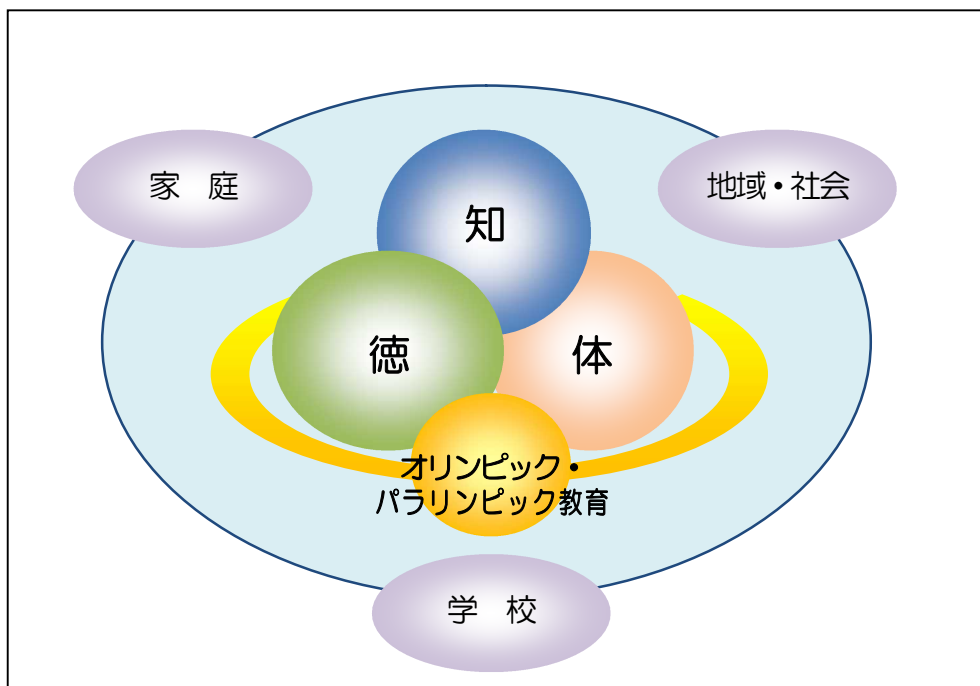 家　庭
地域・社会
知
徳
体
オリンピック・
パラリンピック教育
学　校